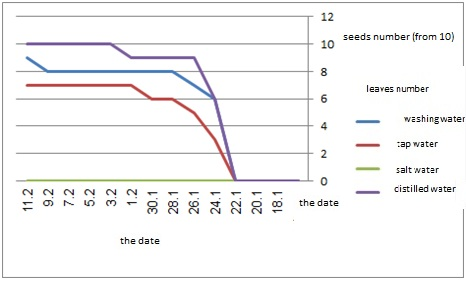 12
10
8
6
4
2
0
seeds number (from 10)
leaves number
washing water
tap water
salt water
cistilled water
11.2
9.2
7.2
5.2
3.2
1.2
30.1
28.1
26.1
24.1
22.1
20.1
18.1
the date
the date